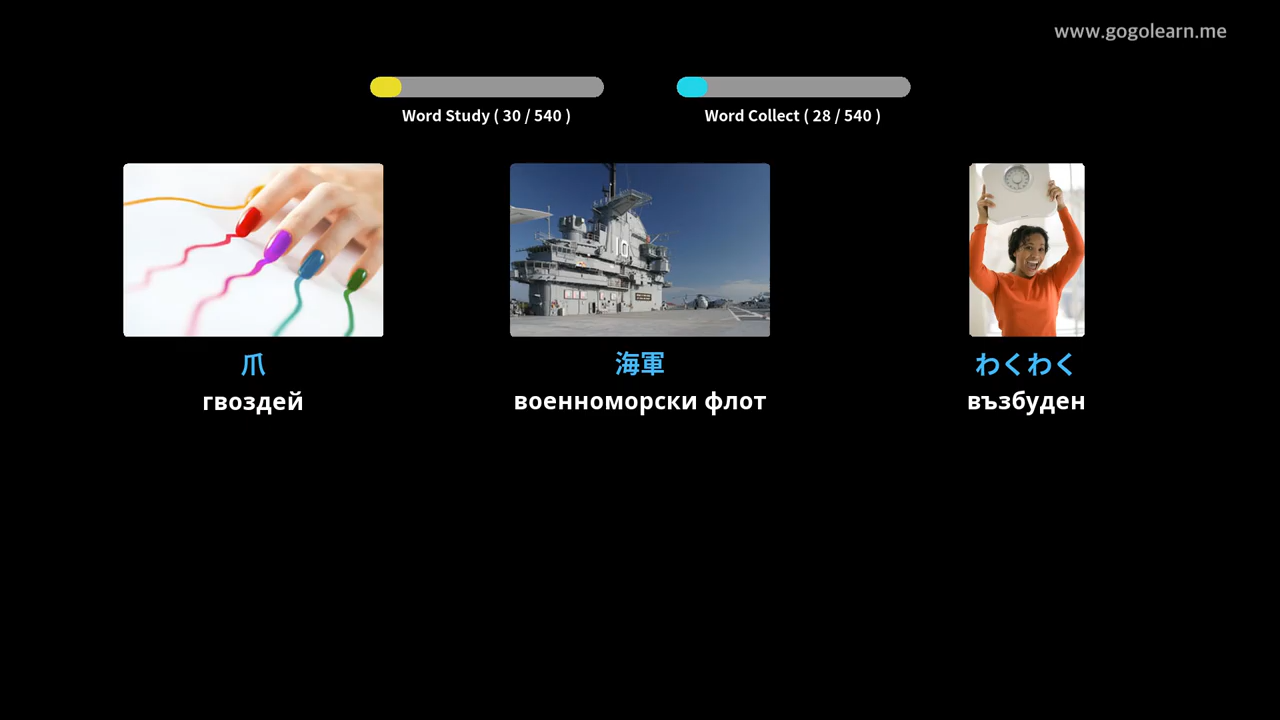 www.gogolearn.me
Word Study ( 30 / 540 )
Word Collect ( 28 / 540 )
10
爪
海軍
わくわく
гвоздей
военноморски флот
възбуден